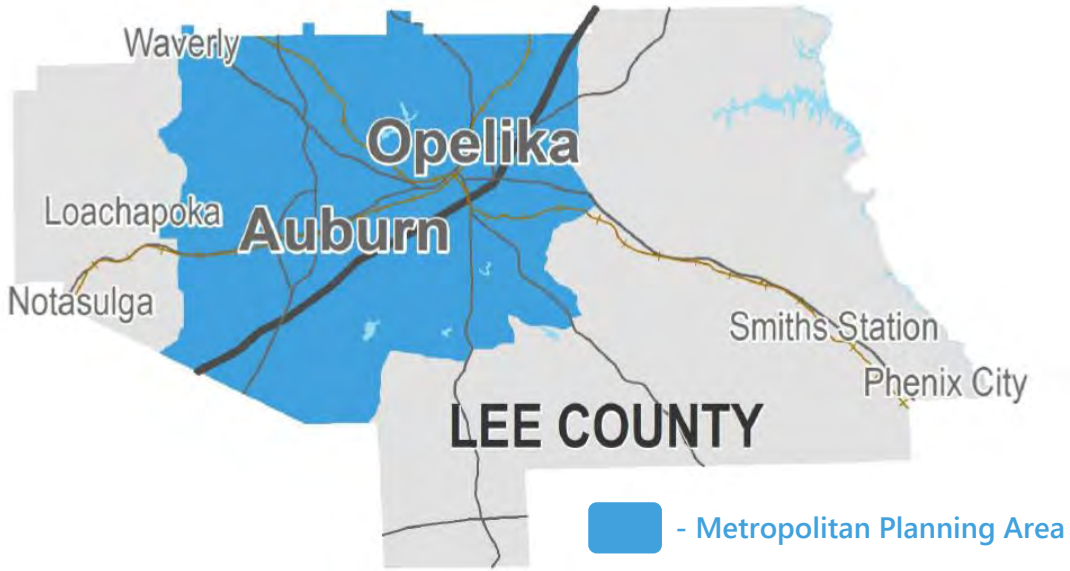 Waverly
Opelika
Loachapoka
Auburn
Notasulga
Smiths Station
Phenix City
LEE COUNTY
- Metropolitan Planning Area